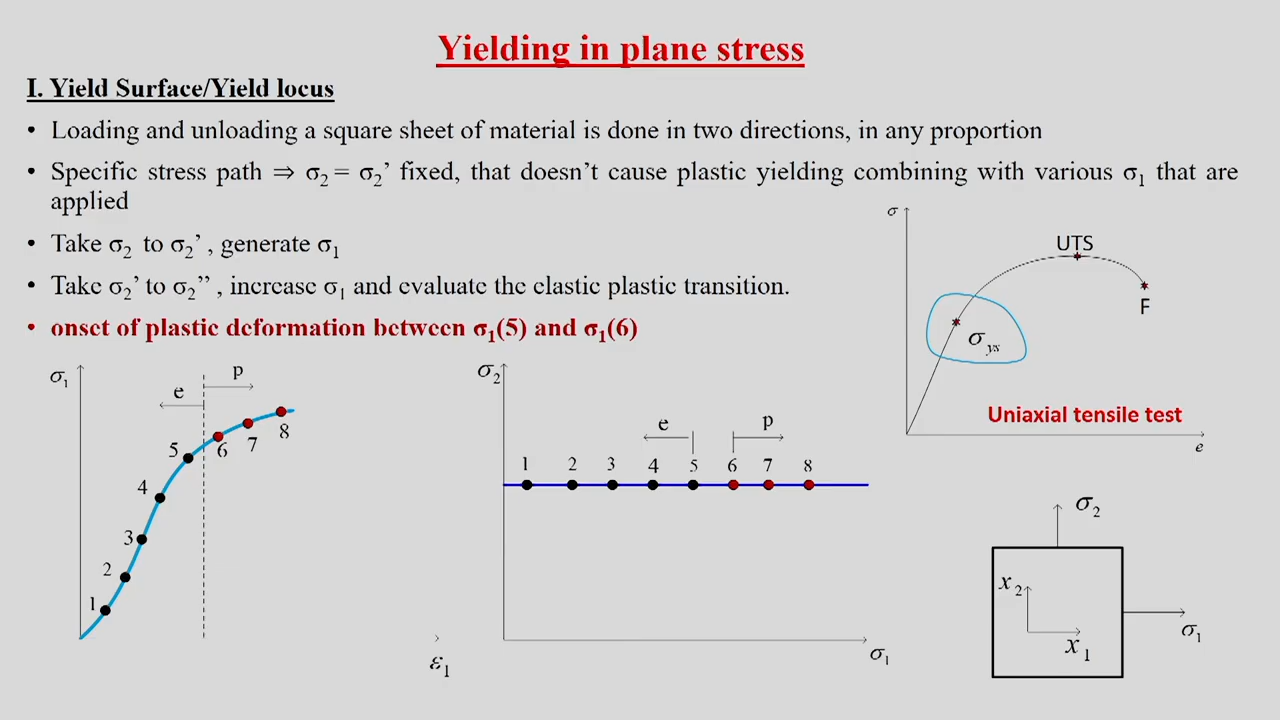 Yielding in plane stress
I. Yield Surface/Yield locus
• Loading and unloading a square sheet of material is done in two directions, in any proportion
• Specific stress path ⇒ σ₂ = σ₂’ fixed, that doesn’t cause plastic yielding combining with various σ₁ that are
applied
• Take σ₂ to σ₂’ , generate σ₁
• Take σ₂’ to σ₂’’ , increase σ₁ and evaluate the elastic plastic transition.
• onset of plastic deformation between σ₁(5) and σ₁(6)
σ
UTS
F
σ ys
Uniaxial tensile test
e
σ₁
e
p
1
2
3
4
5
6
7
8
ε₁
σ₂
e
p
1 2 3 4 5 6 7 8
σ₁
σ₂
x₂
x₁
σ₁